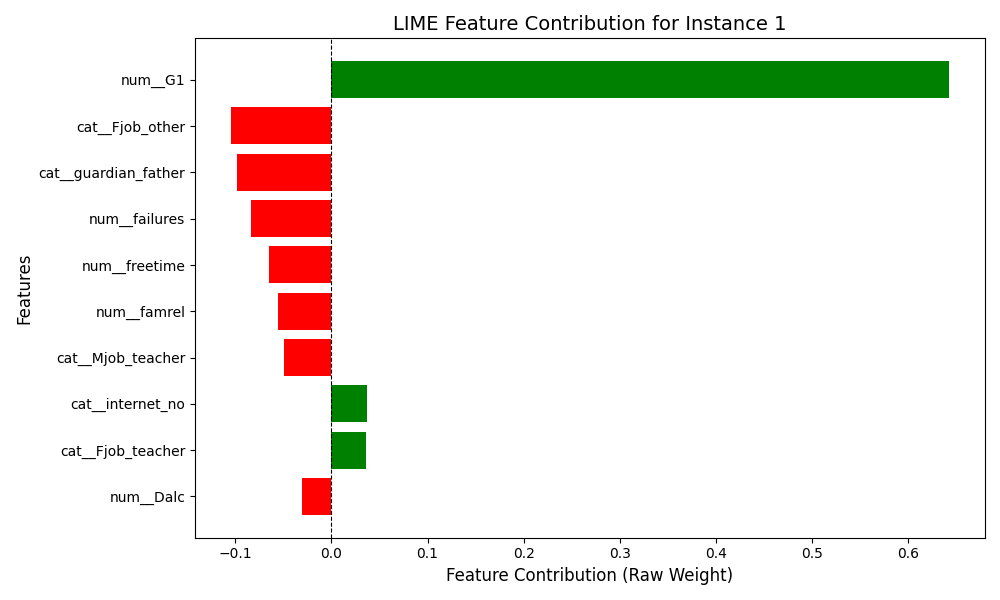 LIME Feature Contribution for Instance 1
num__G1
cat__Fjob_other
cat__guardian_father
num__failures
num__freetime
num__famrel
cat__Mjob_teacher
cat__internet_no
cat__Fjob_teacher
num__Dalc
Features
−0.1 0.0 0.1 0.2 0.3 0.4 0.5 0.6
Feature Contribution (Raw Weight)